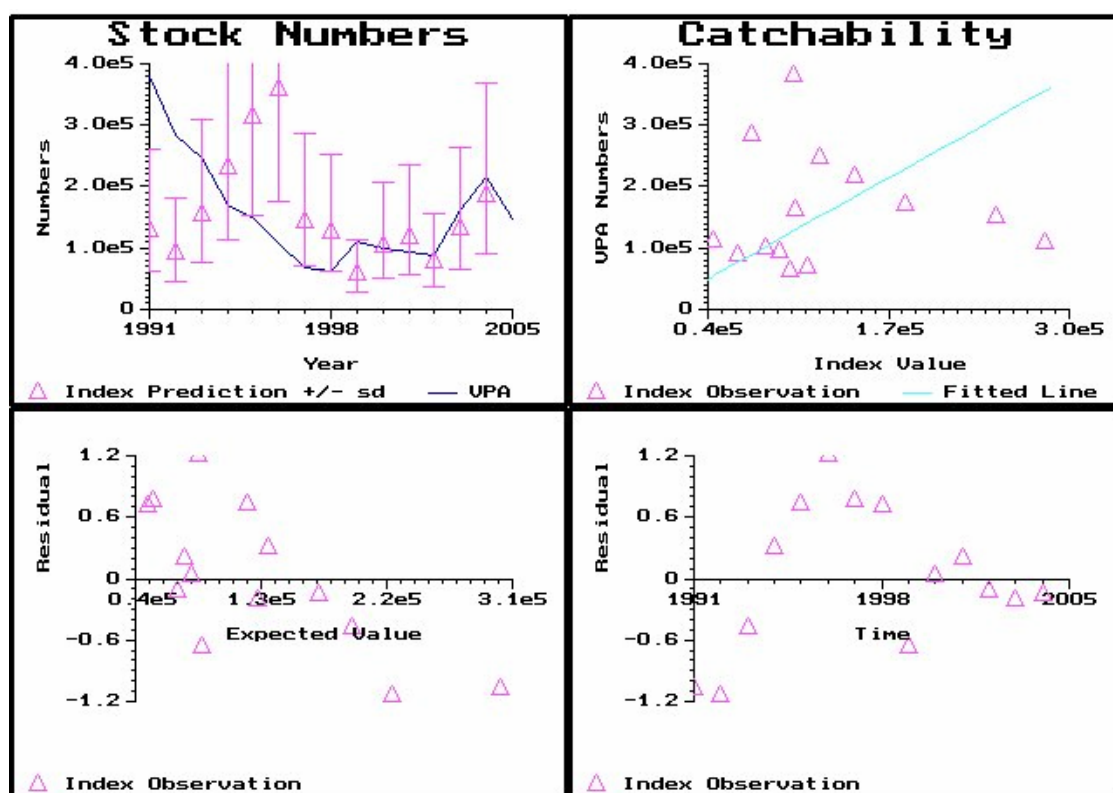 Stock Numbers
4.0e5
3.0e5
2.0e5
1.0e5
0
Numbers
1991
1998
2005
Year
Index Prediction +/- sd
VPA
Catchability
4.0e5
3.0e5
2.0e5
1.0e5
0
VPA Numbers
0.4e5
1.7e5
3.0e5
Index Value
Index Observation
Fitted Line
1.2
0.6
0
-0.6
-1.2
Residual
0.4e5
1.3e5
2.2e5
3.1e5
Expected Value
Index Observation
1.2
0.6
0
-0.6
-1.2
Residual
1991
1998
2005
Time
Index Observation